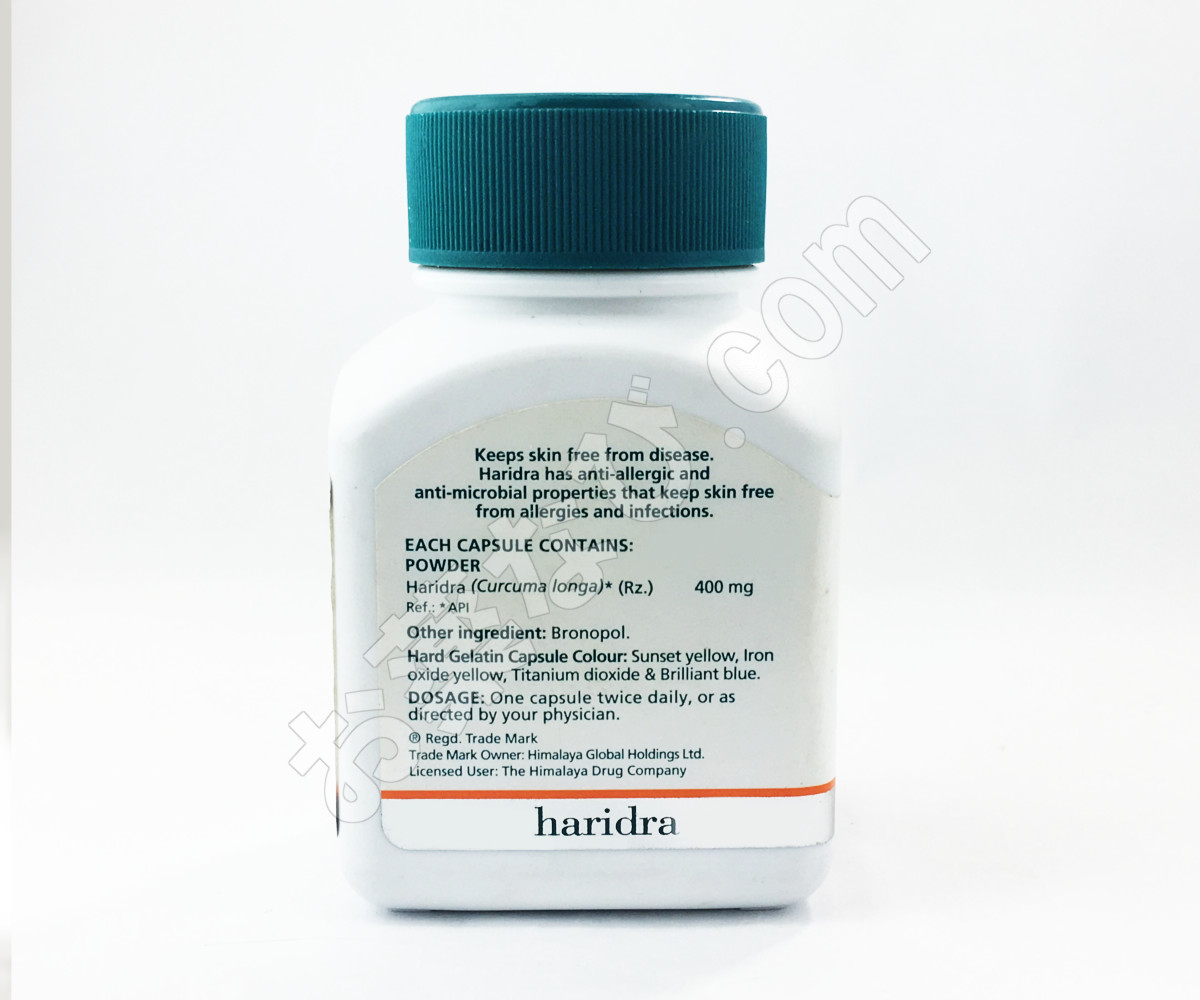 Keeps skin free from disease.
Haridra has anti-allergic and
anti-microbial properties that keep skin free
from allergies and infections.
EACH CAPSULE CONTAINS:
POWDER
Haridra (Curcuma longa)* (Rz.) 400 mg
Ref.: *API
Other ingredient: Bronopol.
Hard Gelatin Capsule Colour: Sunset yellow, Iron
oxide yellow, Titanium dioxide & Brilliant blue.
DOSAGE: One capsule twice daily, or as
directed by your physician.
® Regd. Trade Mark
Trade Mark Owner: Himalaya Global Holdings Ltd.
Licensed User: The Himalaya Drug Company
haridra
お薬なび.com